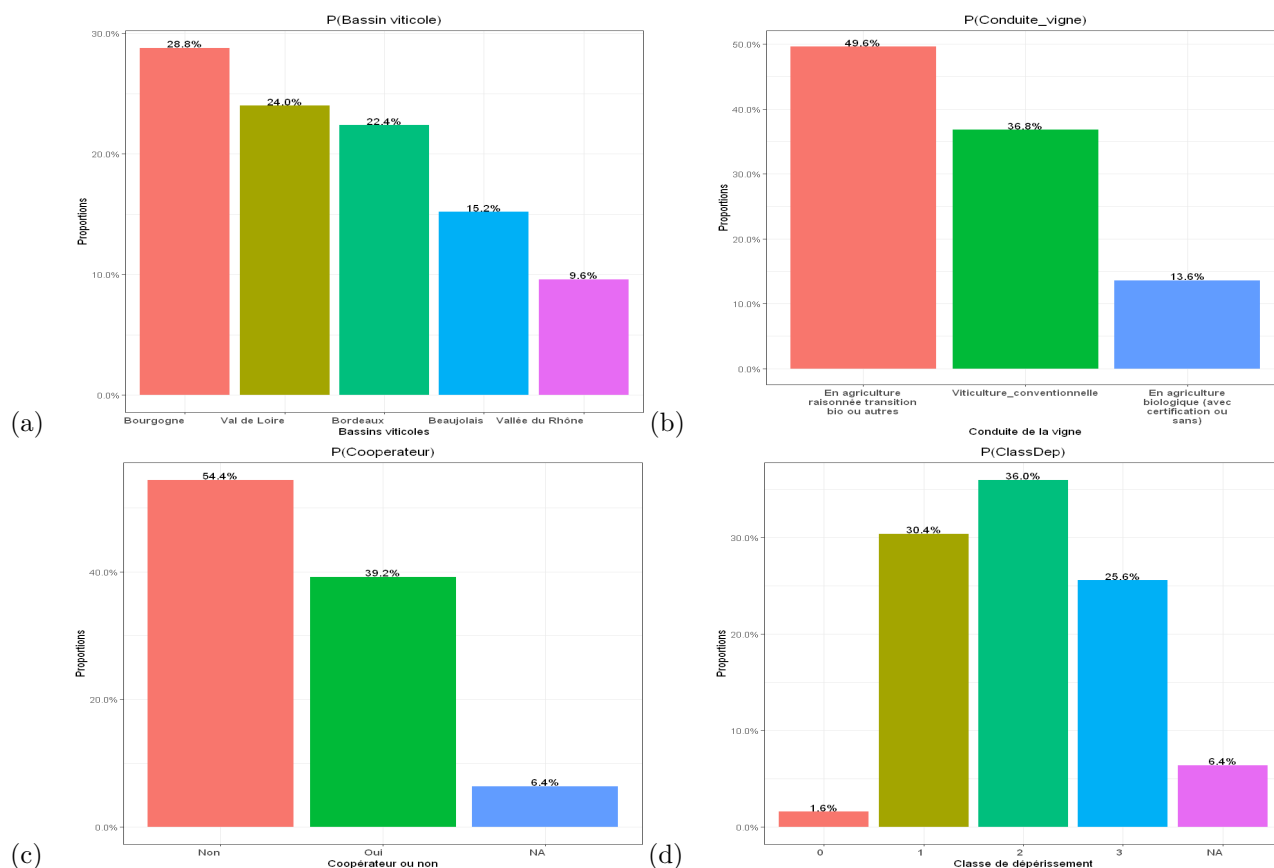 P(Bassin viticole)
30.0%
20.0%
10.0%
0.0%
Proportions
28.8%
24.0%
22.4%
15.2%
9.6%
Bourgogne
Val de Loire
Bordeaux
Beaujolais
Vallée du Rhône
Bassins viticoles
(a)
P(Conduite_vigne)
50.0%
40.0%
30.0%
20.0%
10.0%
0.0%
Proportions
49.6%
36.8%
13.6%
En agriculture
raisonnée transition
bio ou autres
Viticulture_conventionnelle
En agriculture
biologique (avec
certification ou
sans)
Conduite de la vigne
(b)
P(Cooperateur)
40.0%
20.0%
0.0%
Proportions
54.4%
39.2%
6.4%
Non
Oui
NA
Coopérateur ou non
(c)
P(ClassDep)
30.0%
20.0%
10.0%
0.0%
Proportions
1.6%
30.4%
36.0%
25.6%
6.4%
0
1
2
3
NA
Classe de dépérissement
(d)